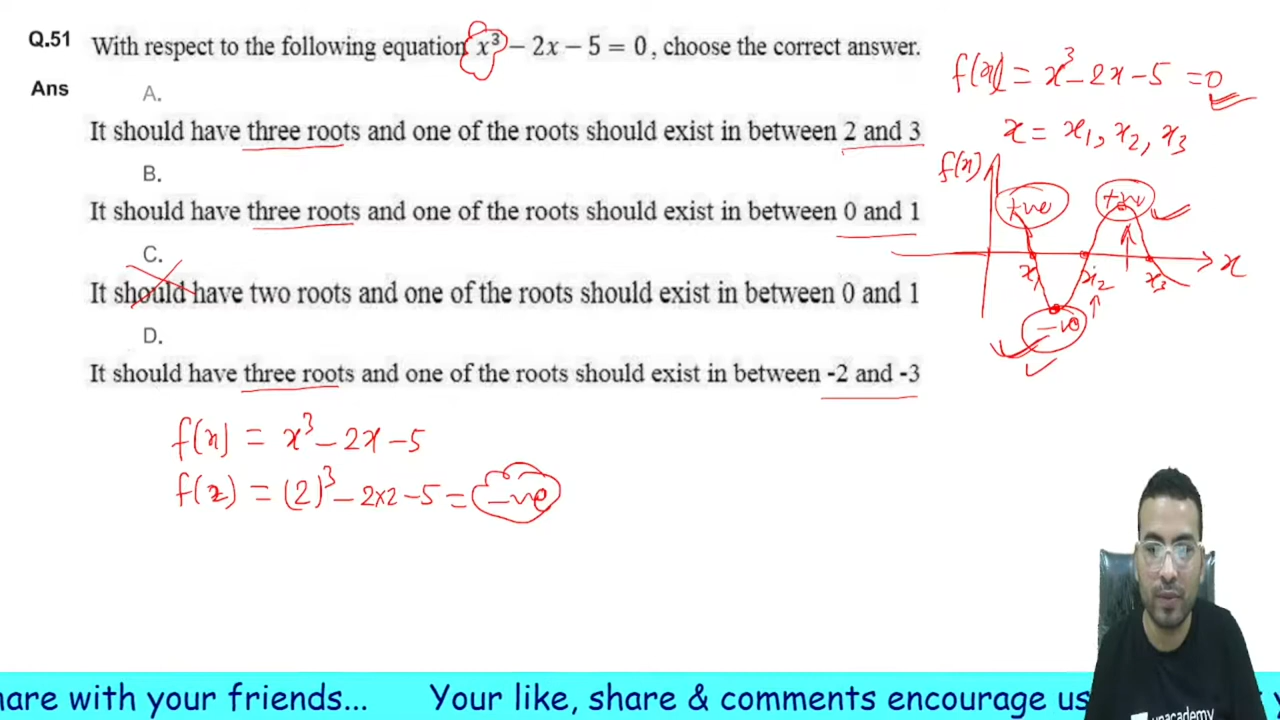 Q.51 With respect to the following equation x³ – 2x – 5 = 0, choose the correct answer.
Ans
A.
It should have three roots and one of the roots should exist in between 2 and 3
B.
It should have three roots and one of the roots should exist in between 0 and 1
C.
It should have two roots and one of the roots should exist in between 0 and 1
D.
It should have three roots and one of the roots should exist in between -2 and -3
f(x) = x³ – 2x – 5
f(2) = (2)³ – 2×2 – 5 = –ve
f(x) = x³ – 2x – 5 = 0
x = x₁, x₂, x₃
f(x)
+ve
+ve
x₁ x₂ x₃ x
–ve
hare with your friends... Your like, share & comments encourage us
unacademy